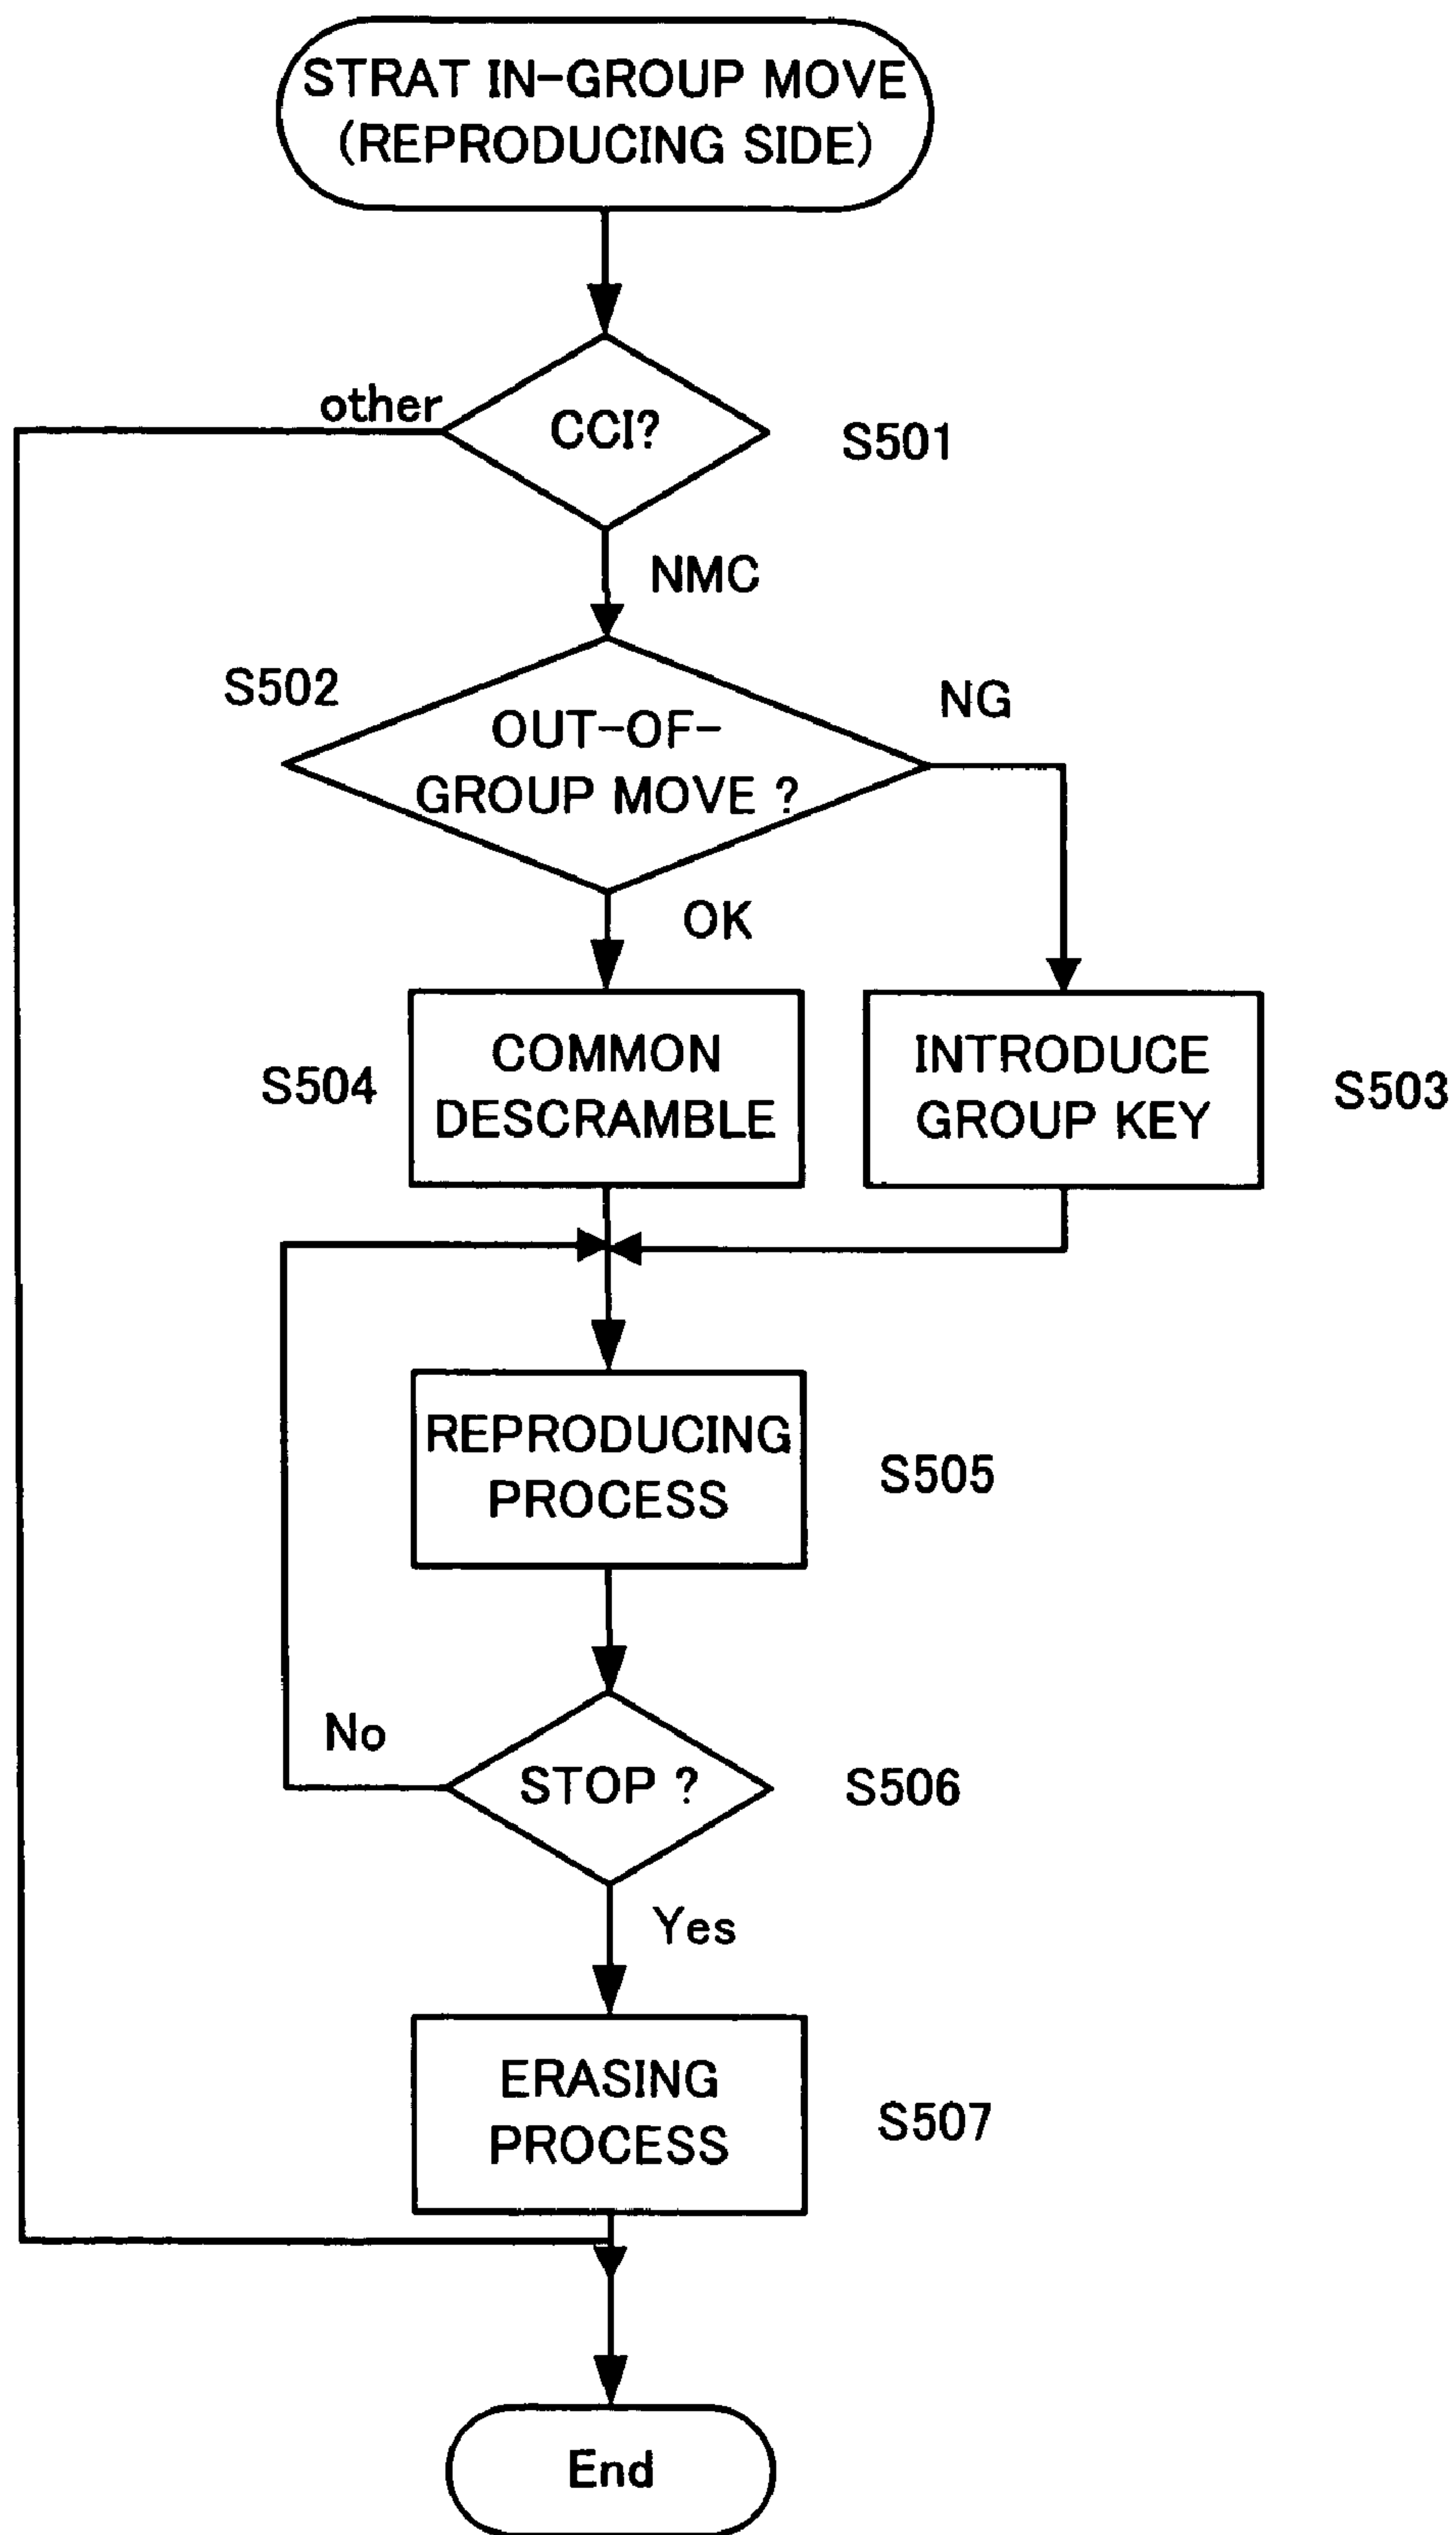 STRAT IN-GROUP MOVE
(REPRODUCING SIDE)
other
CCI?
S501
NMC
S502
OUT-OF-
GROUP MOVE ?
NG
OK
S504
COMMON
DESCRAMBLE
INTRODUCE
GROUP KEY
S503
REPRODUCING
PROCESS
S505
No
STOP ?
S506
Yes
ERASING
PROCESS
S507
End